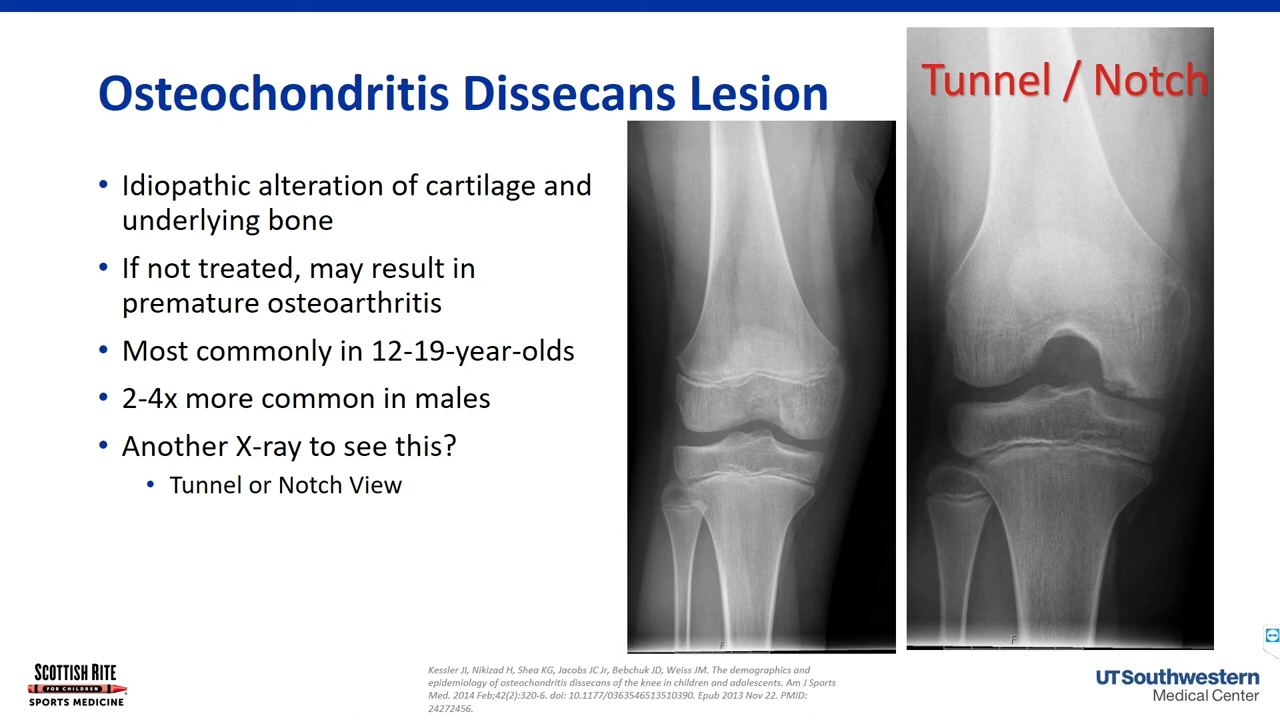 Osteochondritis Dissecans Lesion
Tunnel / Notch
• Idiopathic alteration of cartilage and
underlying bone
• If not treated, may result in
premature osteoarthritis
• Most commonly in 12-19-year-olds
• 2-4x more common in males
• Another X-ray to see this?
• Tunnel or Notch View
F
F
SCOTTISH RITE
FOR CHILDREN
SPORTS MEDICINE
Kessler JI, Nikizad H, Shea KG, Jacobs JC Jr, Bebchuk JD, Weiss JM. The demographics and
epidemiology of osteochondritis dissecans of the knee in children and adolescents. Am J Sports
Med. 2014 Feb;42(2):320-6. doi: 10.1177/0363546513510390. Epub 2013 Nov 22. PMID:
24272456.
UTSouthwestern
Medical Center